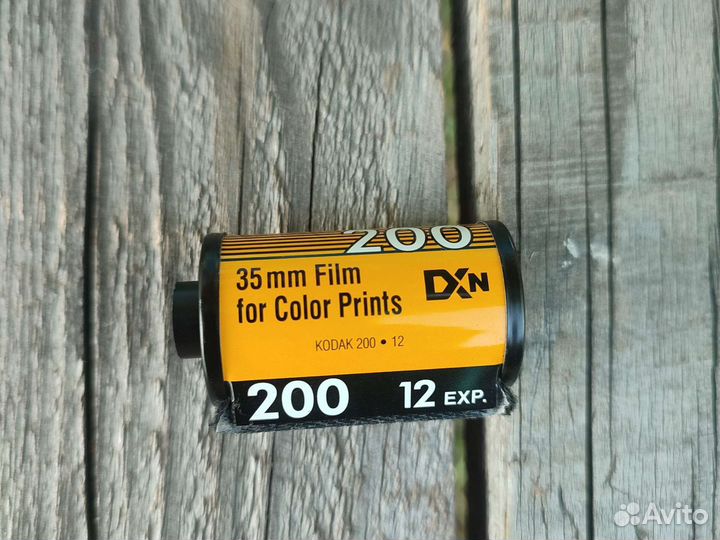 200
35mm Film
for Color Prints
DXN
KODAK 200 • 12
200 12 EXP.
Avito